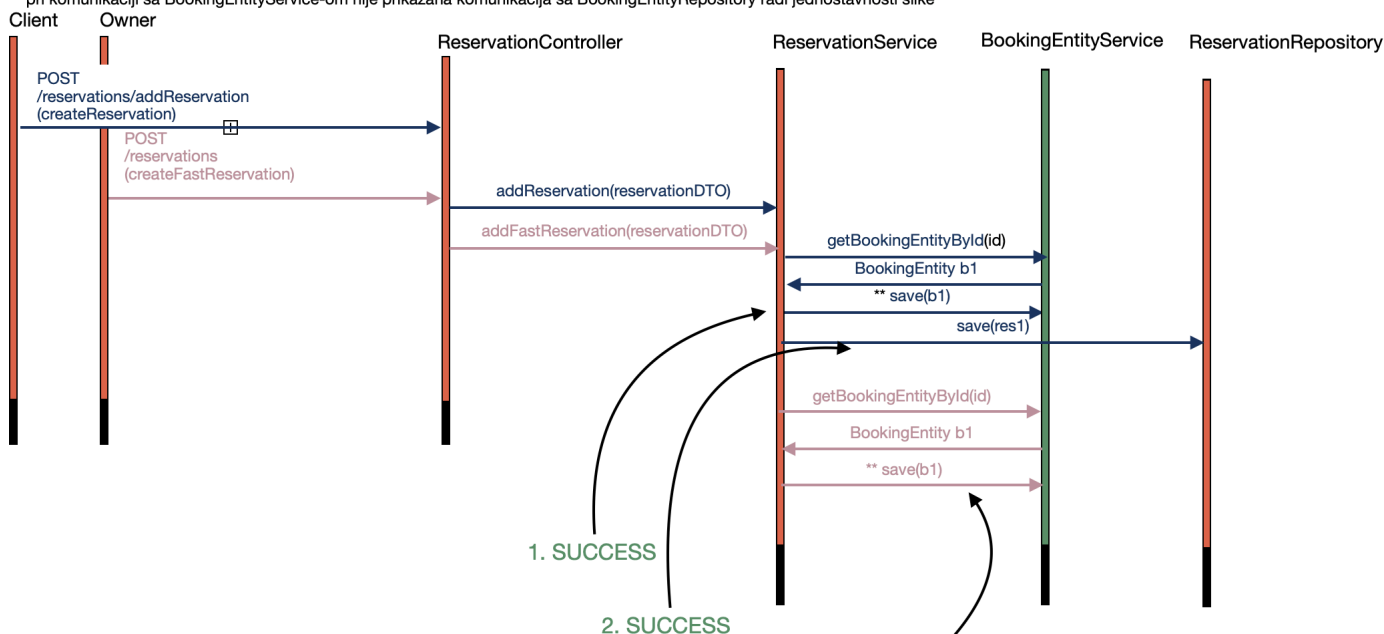 pri komunikaciji sa BookingEntityService-om nije prikazana komunikacija sa BookingEntityRepository radi jednostavnosti slike
Client
Owner
ReservationController
ReservationService
BookingEntityService
ReservationRepository
POST
/reservations/addReservation
(createReservation)
POST
/reservations
(createFastReservation)
addReservation(reservationDTO)
addFastReservation(reservationDTO)
getBookingEntityById(id)
BookingEntity b1
** save(b1)
save(res1)
getBookingEntityById(id)
BookingEntity b1
** save(b1)
1. SUCCESS
2. SUCCESS